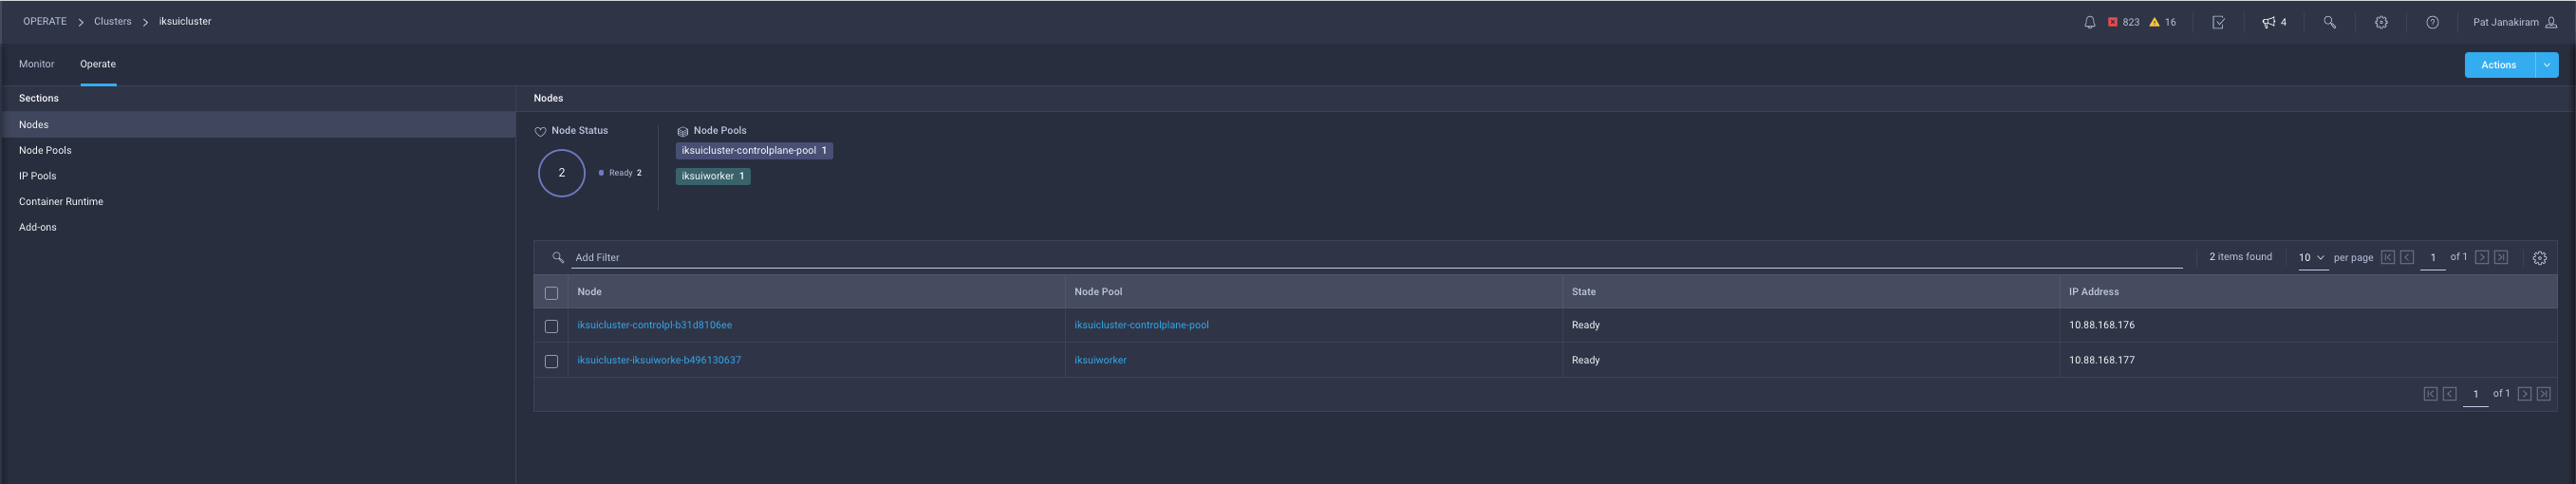 OPERATE > Clusters > iksuicluster 823 16 4 Pat Janakiram
Monitor Operate Actions
Sections
Nodes
Node Pools
IP Pools
Container Runtime
Add-ons
Nodes
Node Status Node Pools
iksuicluster-controlplane-pool 1
2 Ready 2
iksuiworker 1
Add Filter 2 items found 10 per page 1 of 1
Node Node Pool State IP Address
iksuicluster-controlpl-b31d8106ee iksuicluster-controlplane-pool Ready 10.88.168.176
iksuicluster-iksuiworke-b496130637 iksuiworker Ready 10.88.168.177
1 of 1